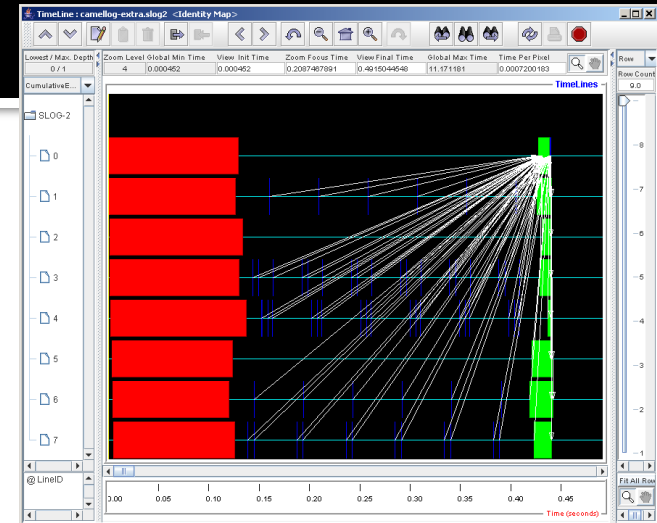 TimeLine : camellog-extra.slog2 <Identity Map>
Lowest / Max. Depth
0 / 1
Zoom Level Global Min Time View Init Time Zoom Focus Time View Final Time Global Max Time Time Per Pixel
4 0.000452 0.000452 0.2087467891 0.4915044548 11.171181 0.0007200183
Row
Row Count
9.0
CumulativeE...
TimeLines
SLOG-2
0
1
2
3
4
5
6
7
8
7
6
5
4
3
2
1
@ LineID
Fit All Row
0.00 0.05 0.10 0.15 0.20 0.25 0.30 0.35 0.40 0.45
Time (seconds)